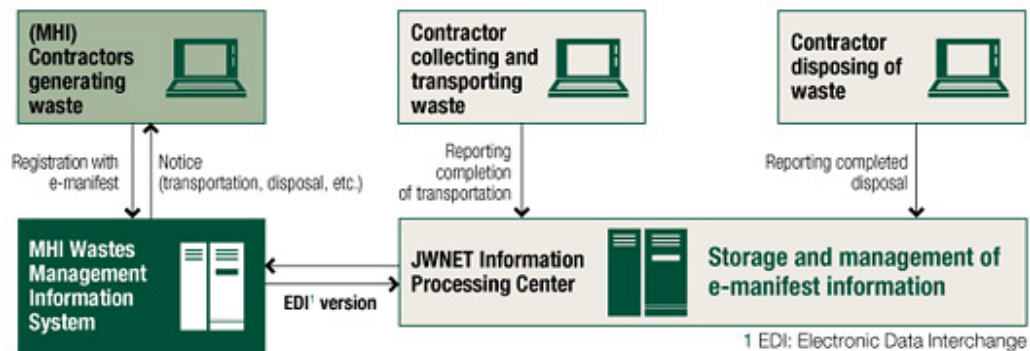 (MHI)
Contractors
generating
waste
Contractor
collecting and
transporting
waste
Contractor
disposing of
waste
Registration with
e-manifest
Notice
(transportation, disposal, etc.)
Reporting
completion
of transportation
Reporting completed
disposal
MHI Wastes
Management
Information
System
EDI¹ version
JWNET Information
Processing Center
Storage and management of
e-manifest information
1 EDI: Electronic Data Interchange